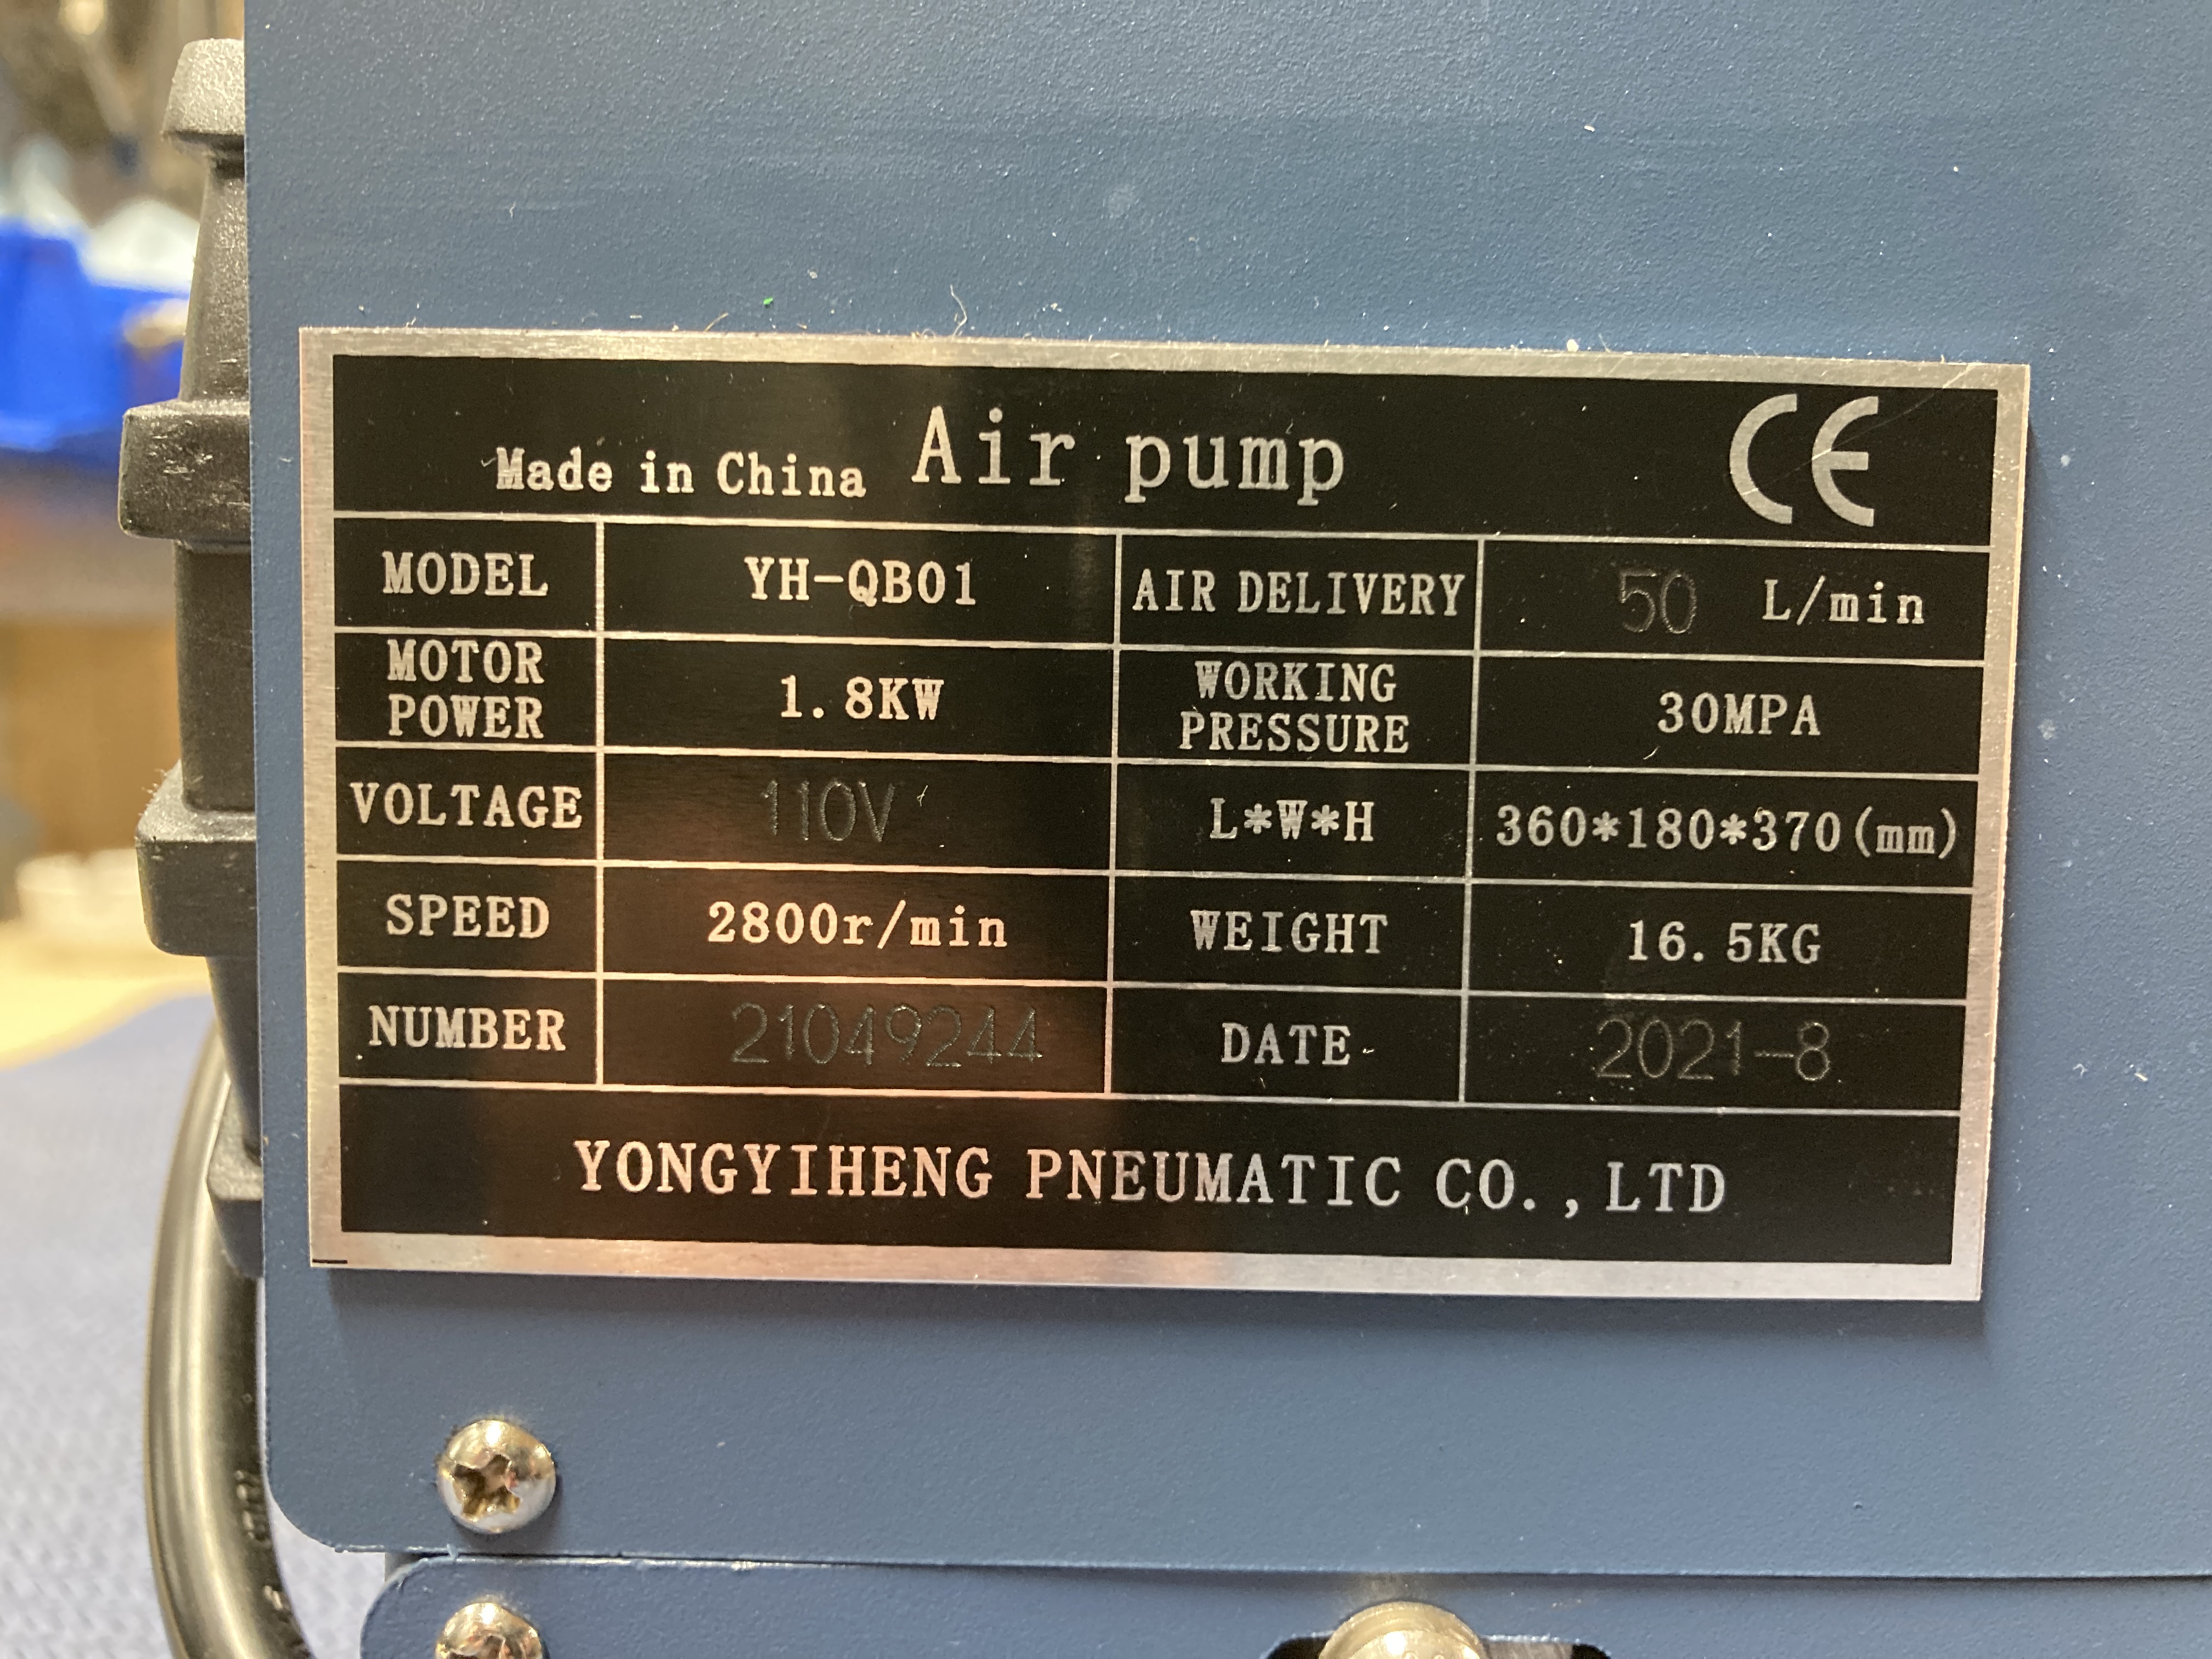 Made in China Air pump CE
MODEL YH-QB01 AIR DELIVERY 50 L/min
MOTOR POWER 1.8KW WORKING PRESSURE 30MPA
VOLTAGE 110V L*W*H 360*180*370(mm)
SPEED 2800r/min WEIGHT 16.5KG
NUMBER 21049244 DATE 2021-8
YONGYIHENG PNEUMATIC CO.,LTD